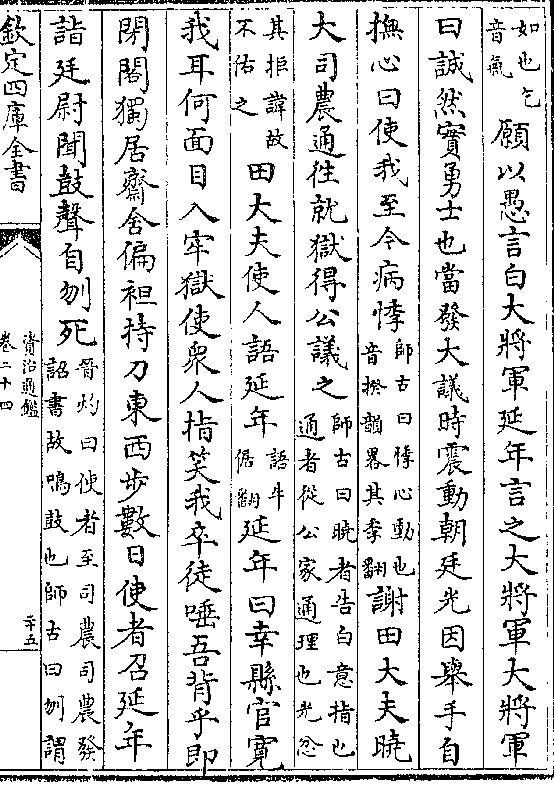 如也乞
音氣
願以愚言白大將軍延年言之大將軍大將軍
曰誠然實勇士也當發大議時震動朝廷光因舉手自
撫心曰使我至今病悸
師古曰悸心動也
音揆韻畧其季翻
謝田大夫曉
大司農通往就獄得公議之
師古曰曉者告白意指也
通者從公家通理也光忿
其拒諱故
不佑之
田大夫使人語延年
語牛
倨翻
延年曰幸縣官寛
我耳何面目入牢獄使衆人指笑我卒徒唾吾背乎即
閉閤獨居齋舍偏袒持刀東西步數日使者召延年
詣廷尉聞鼓聲自刎死
晉灼曰使者至司農司農發
詔書故鳴鼓也師古曰刎謂
欽定四庫全書
資治通鑑
卷二十四
二十五